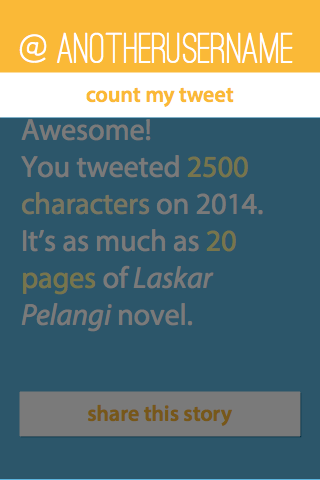 @ ANOTHERUSERNAME
count my tweet
Awesome!
You tweeted 2500
characters on 2014.
It's as much as 20
pages of Laskar
Pelangi novel.
share this story